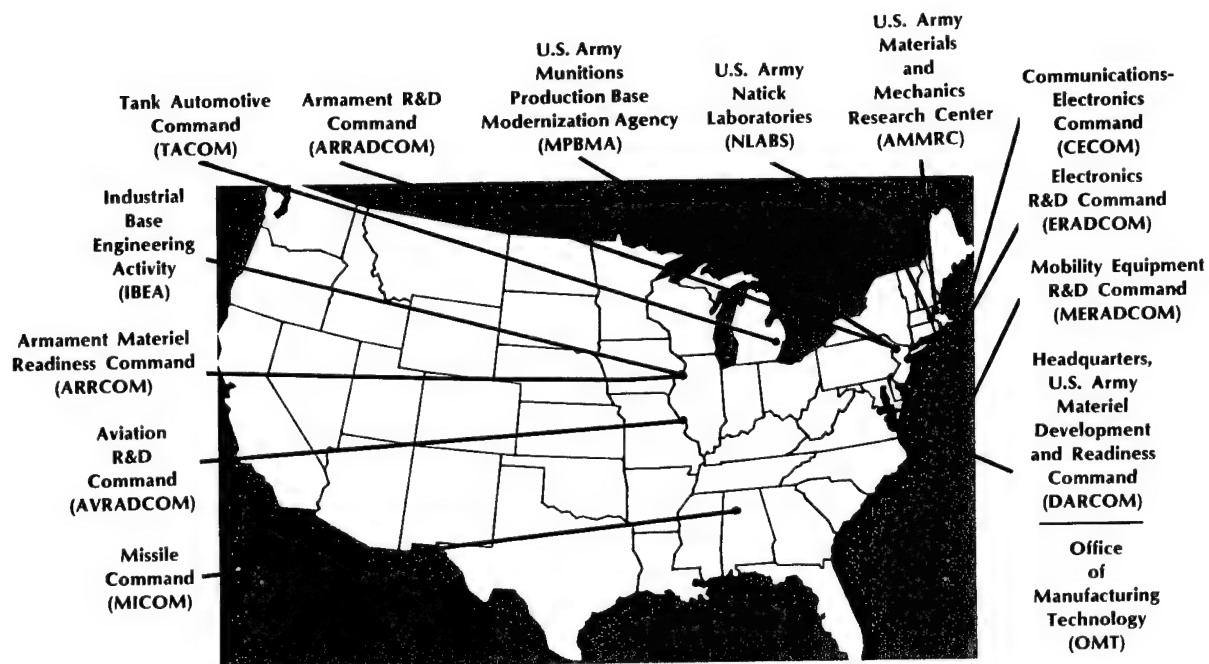 Tank Automotive
Command
(TACOM)
Armament R&D
Command
(ARRADCOM)
U.S. Army
Munitions
Production Base
Modernization Agency
(MPBMA)
U.S. Army
Natick
Laboratories
(NLABS)
U.S. Army
Materials
and
Mechanics
Research Center
(AMMRC)
Communications-
Electronics
Command
(CECOM)
Electronics
R&D Command
(ERADCOM)
Mobility Equipment
R&D Command
(MERADCOM)
Headquarters,
U.S. Army
Materiel
Development
and Readiness
Command
(DARCOM)
Office
of
Manufacturing
Technology
(OMT)
Industrial
Base
Engineering
Activity
(IBEA)
Armament Materiel
Readiness Command
(ARRCOM)
Aviation
R&D
Command
(AVRADCOM)
Missile
Command
(MICOM)